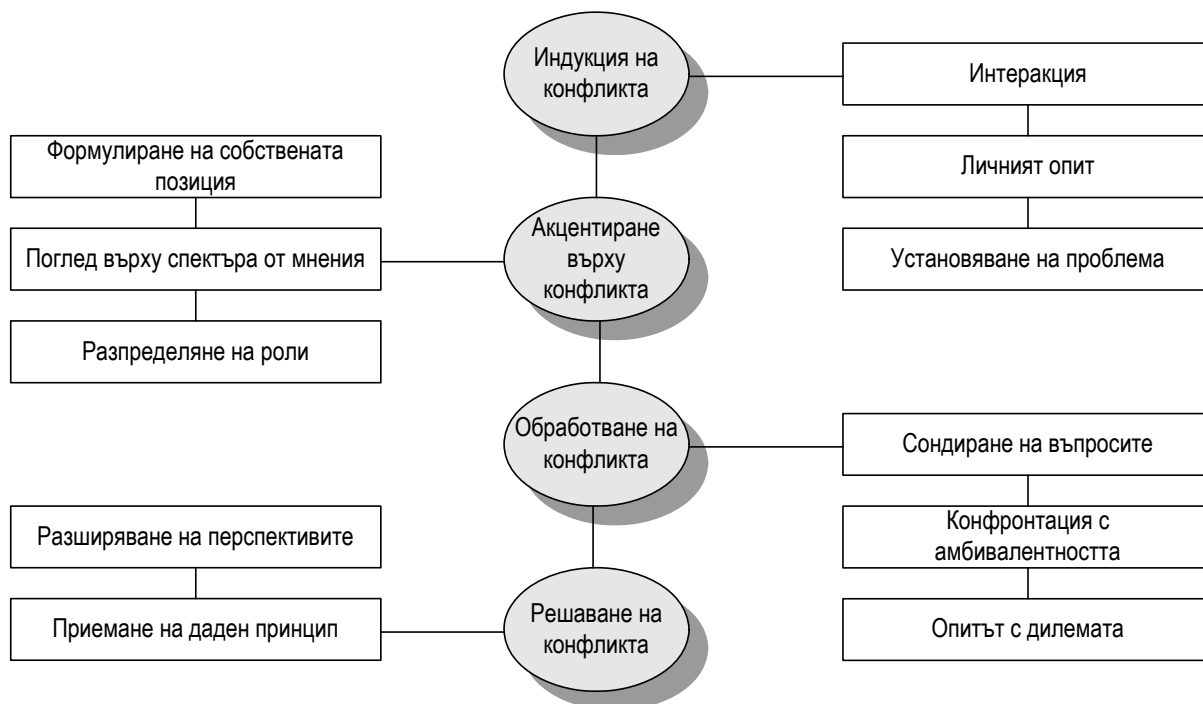 Индукция на
конфликта
Интеракция
Формулиране на собствената
позиция
Личният опит
Акцентиране
върху
конфликта
Поглед върху спектъра от мнения
Установяване на проблема
Разпределяне на роли
Обработване на
конфликта
Сондиране на въпросите
Разширяване на перспективите
Конфронтация с
амбивалентността
Решаване на
конфликта
Приемане на даден принцип
Опитът с дилемата